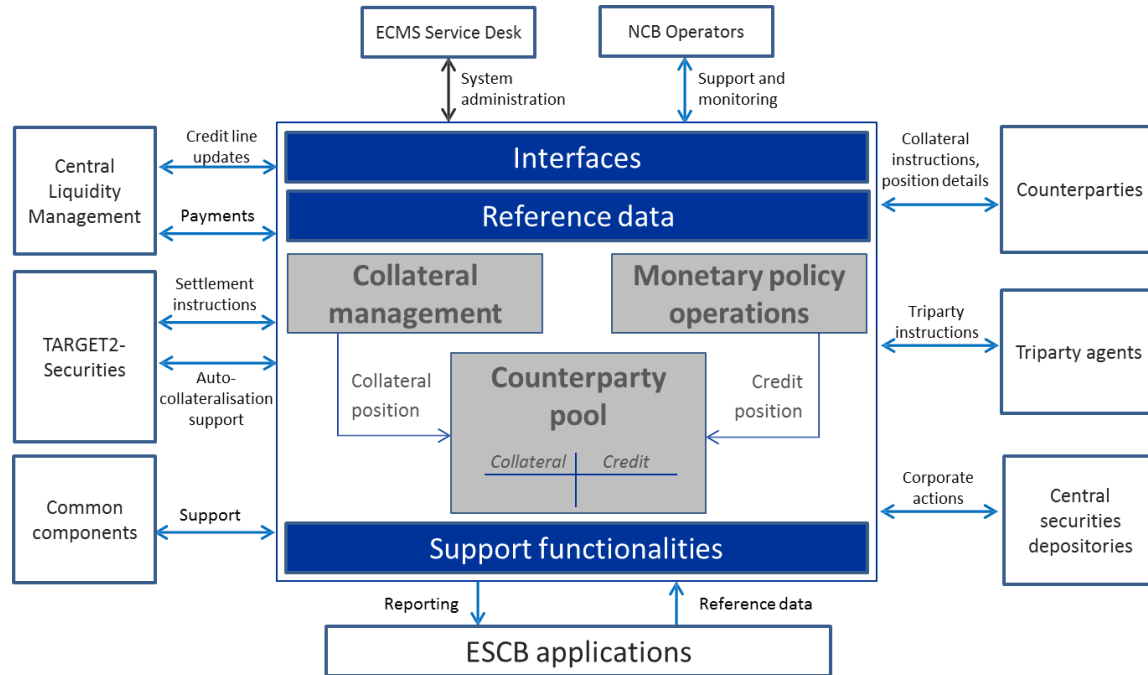 ECMS Service Desk
NCB Operators
System
administration
Support and
monitoring
Credit line
updates
Central
Liquidity
Management
Payments
Interfaces
Reference data
Collateral
instructions,
position details
Counterparties
Settlement
instructions
TARGET2-
Securities
Auto-
collateralisation
support
Collateral
management
Monetary policy
operations
Triparty
instructions
Triparty agents
Collateral
position
Counterparty
pool
Collateral
Credit
Credit
position
Common
components
Support
Corporate
actions
Central
securities
depositories
Support functionalities
Reporting
Reference data
ESCB applications